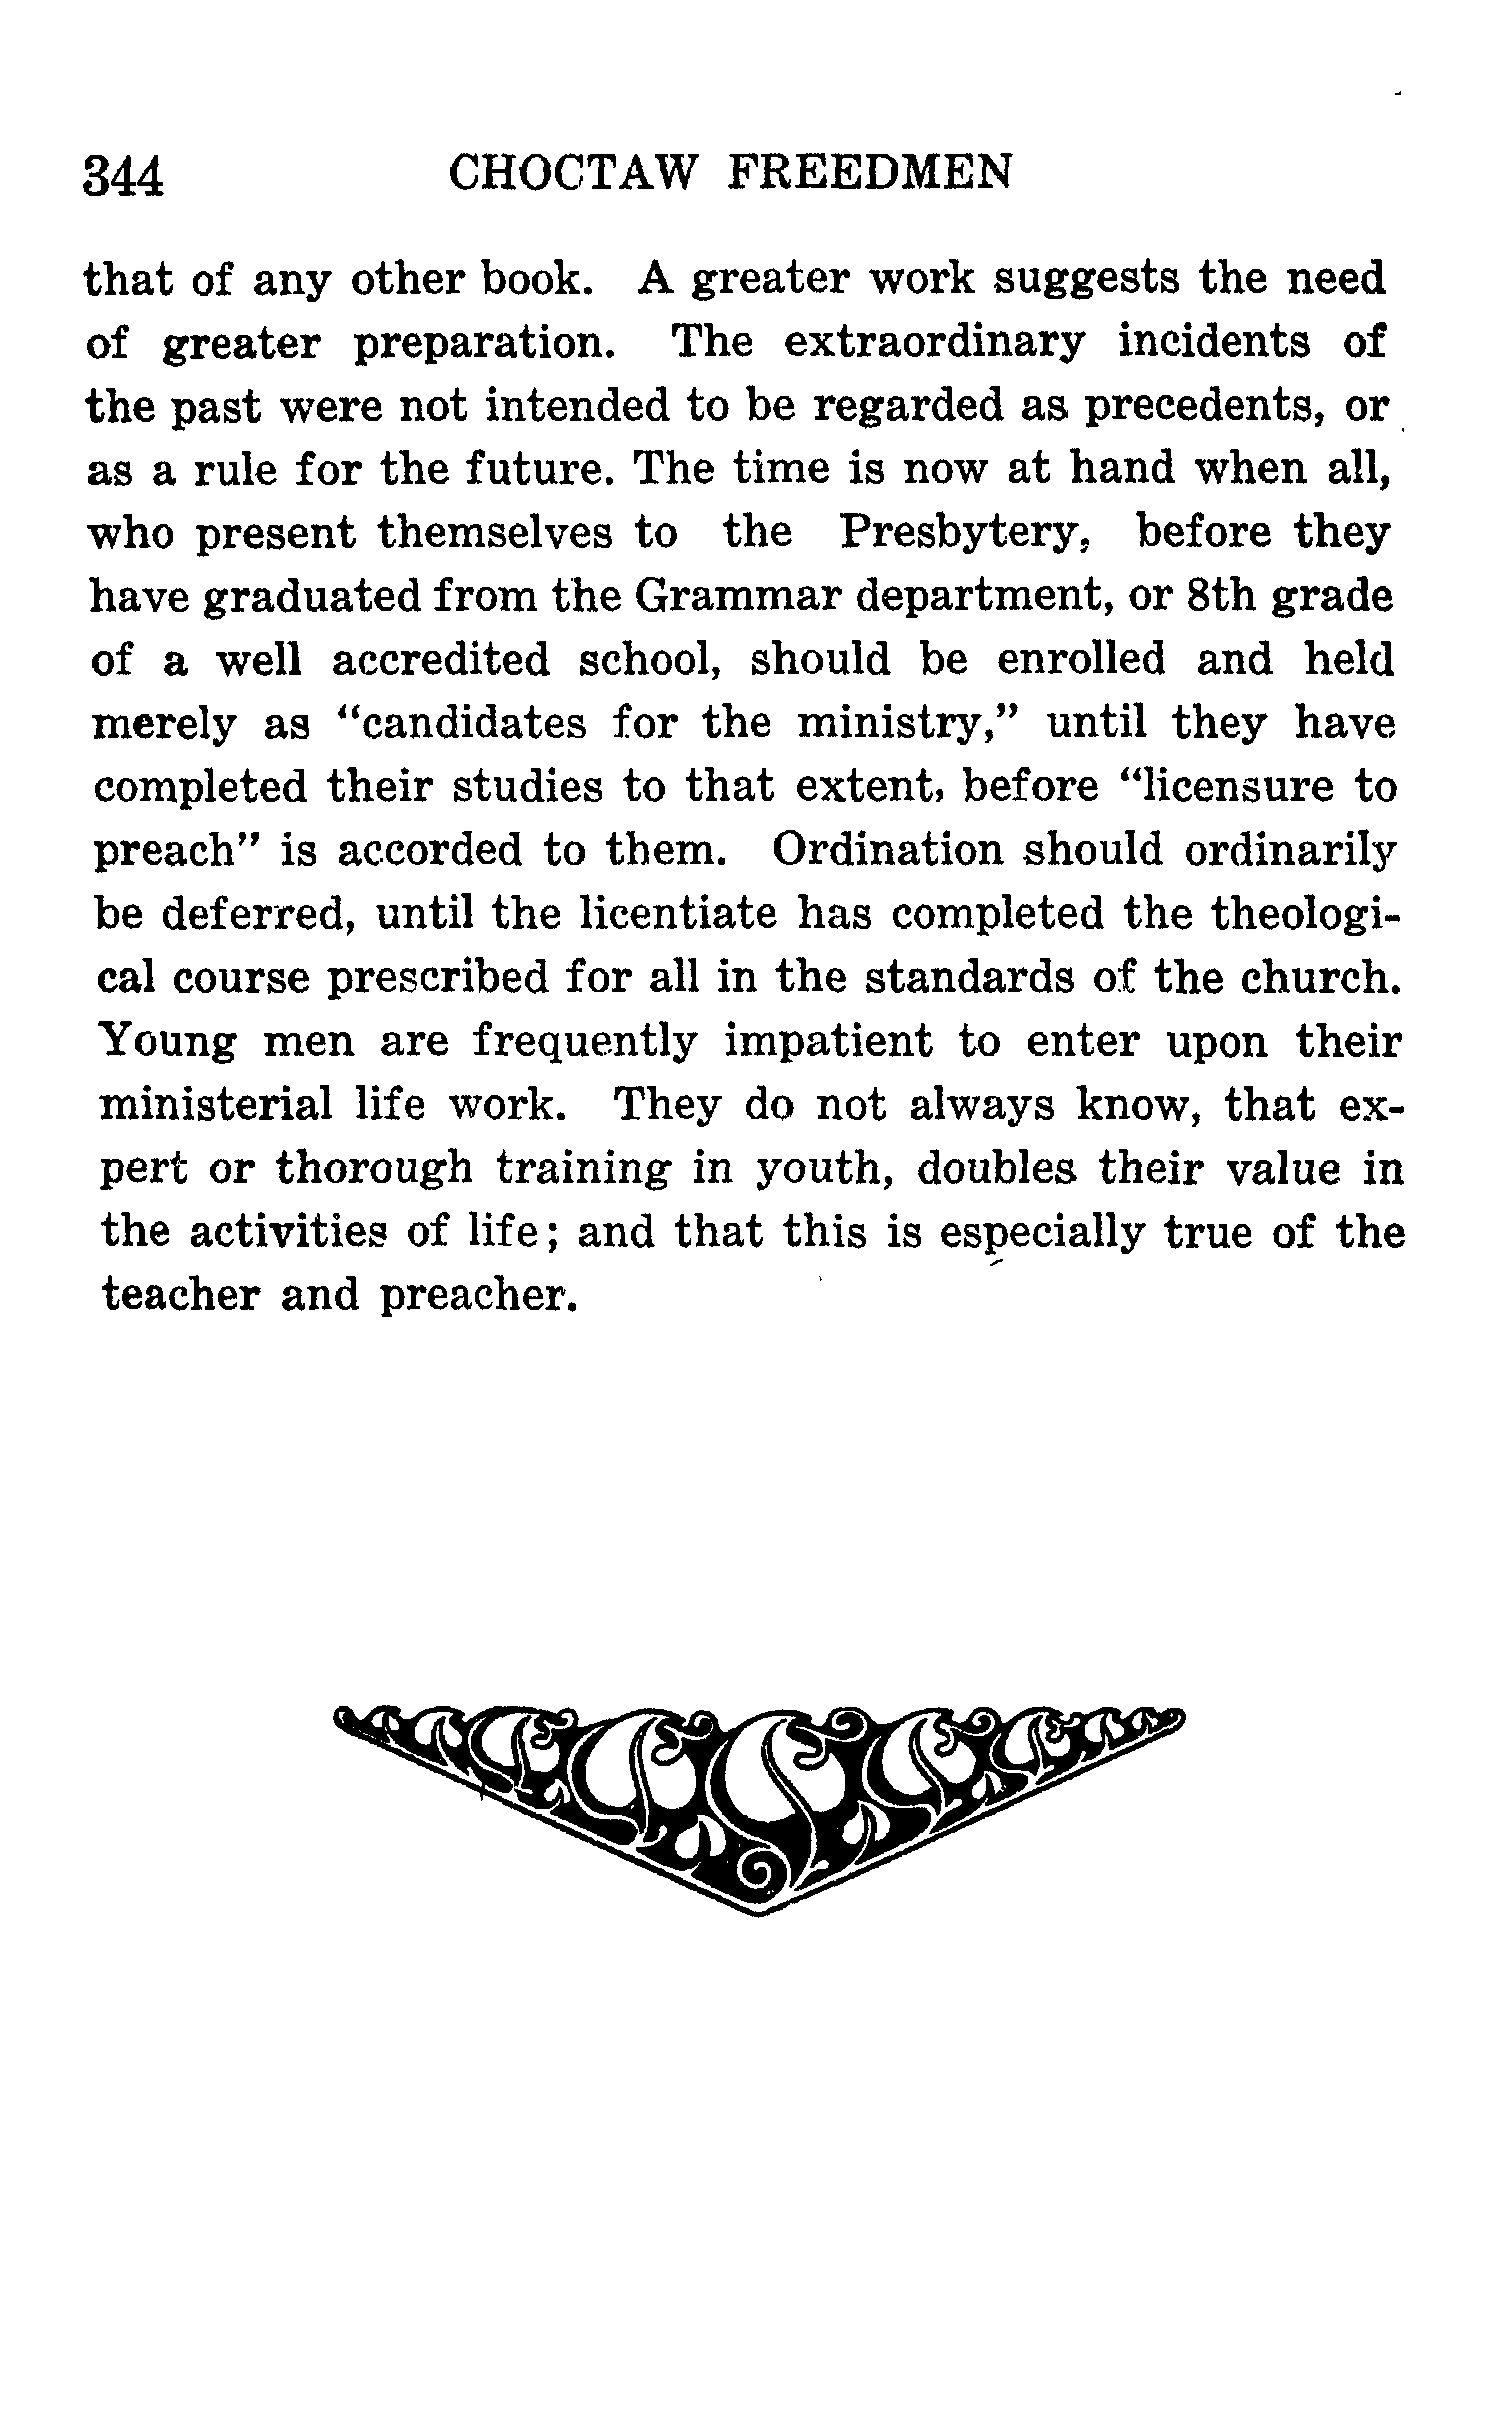 344 CHOCTAW FREEDMEN
that of any other book. A greater work suggests the need
of greater preparation. The extraordinary incidents of
the past were not intended to be regarded as precedents, or
as a rule for the future. The time is now at hand when all,
who present themselves to the Presbytery, before they
have graduated from the Grammar department, or 8th grade
of a well accredited school, should be enrolled and held
merely as “candidates for the ministry,” until they have
completed their studies to that extent, before “licensure to
preach” is accorded to them. Ordination should ordinarily
be deferred, until the licentiate has completed the theologi-
cal course prescribed for all in the standards of the church.
Young men are frequently impatient to enter upon their
ministerial life work. They do not always know, that ex-
pert or thorough training in youth, doubles their value in
the activities of life; and that this is especially true of the
teacher and preacher.